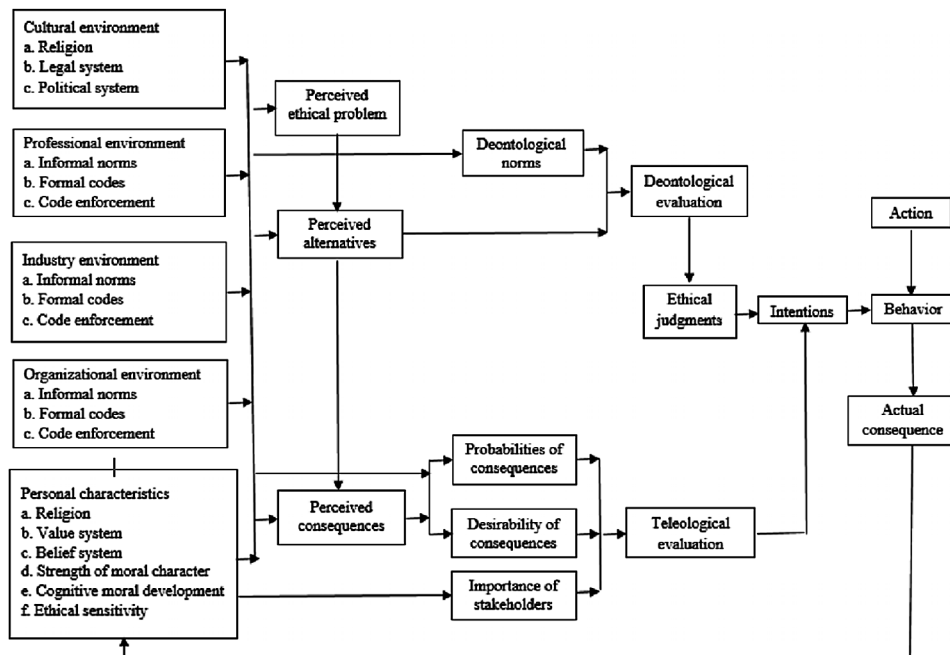 Cultural environment
a. Religion
b. Legal system
c. Political system
Professional environment
a. Informal norms
b. Formal codes
c. Code enforcement
Industry environment
a. Informal norms
b. Formal codes
c. Code enforcement
Organizational environment
a. Informal norms
b. Formal codes
c. Code enforcement
Personal characteristics
a. Religion
b. Value system
c. Belief system
d. Strength of moral character
e. Cognitive moral development
f. Ethical sensitivity
Perceived
ethical problem
Perceived
alternatives
Perceived
consequences
Deontological
norms
Probabilities of
consequences
Desirability of
consequences
Importance of
stakeholders
Deontological
evaluation
Ethical
judgments
Teleological
evaluation
Intentions
Action
Behavior
Actual
consequence